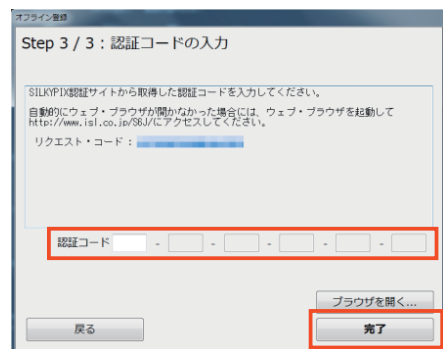 オフライン登録
Step 3 / 3：認証コードの入力
SILKYPIX認証サイトから取得した認証コードを入力してください。
自動的にウェブ・ブラウザが開かなかった場合には、ウェブ・ブラウザを起動して
http://www.isl.co.jp/S6J/にアクセスしてください。
リクエスト・コード：
認証コード - - - - -
ブラウザを開く...
戻る 完了